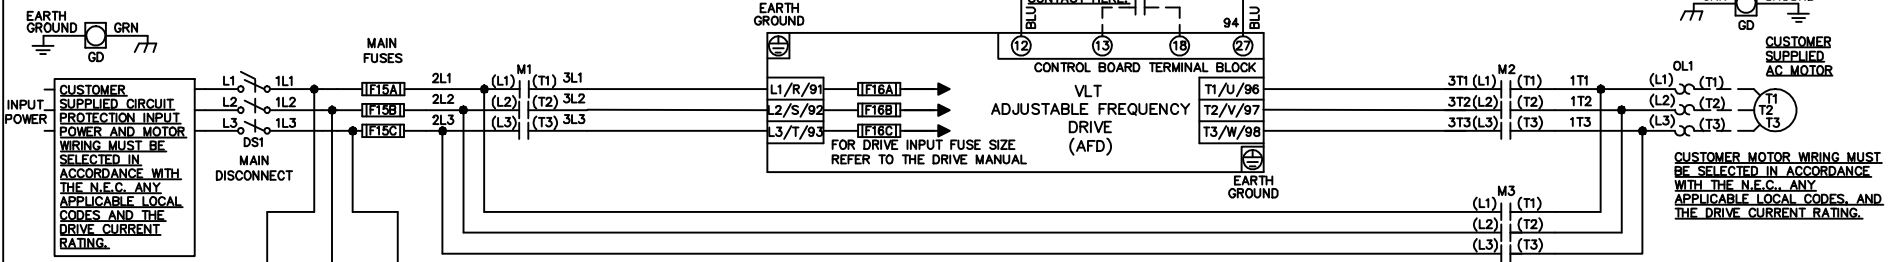 EARTH
GROUND
GRN
GD
INPUT
POWER
CUSTOMER
SUPPLIED CIRCUIT
PROTECTION INPUT
POWER AND MOTOR
WIRING MUST BE
SELECTED IN
ACCORDANCE WITH
THE N.E.C. ANY
APPLICABLE LOCAL
CODES AND THE
DRIVE CURRENT
RATING.
L1 1L1
L2 1L2
L3 1L3
DS1
MAIN
DISCONNECT
MAIN
FUSES
F15A
F15B
F15C
2L1
2L2
2L3
M1
(L1) (T1) 3L1
(L2) (T2) 3L2
(L3) (T3) 3L3
EARTH
GROUND
L1/R/91
L2/S/92
L3/T/93
F16A
F16B
F16C
FOR DRIVE INPUT FUSE SIZE
REFER TO THE DRIVE MANUAL
BLU
94
BLU
12
13
18
27
CONTROL BOARD TERMINAL BLOCK
VLT
ADJUSTABLE FREQUENCY
DRIVE
(AFD)
T1/U/96
T2/V/97
T3/W/98
EARTH
GROUND
M2
3T1 (L1) (T1) 1T1
3T2(L2) (T2) 1T2
3T3(L3) (T3) 1T3
M3
(L1) (T1)
(L2) (T2)
(L3) (T3)
GD
OL1
(L1) (T1)
(L2) (T2)
(L3) (T3)
CUSTOMER
SUPPLIED
AC MOTOR
T1
T2
T3
CUSTOMER MOTOR WIRING MUST
BE SELECTED IN ACCORDANCE
WITH THE N.E.C., ANY
APPLICABLE LOCAL CODES, AND
THE DRIVE CURRENT RATING.